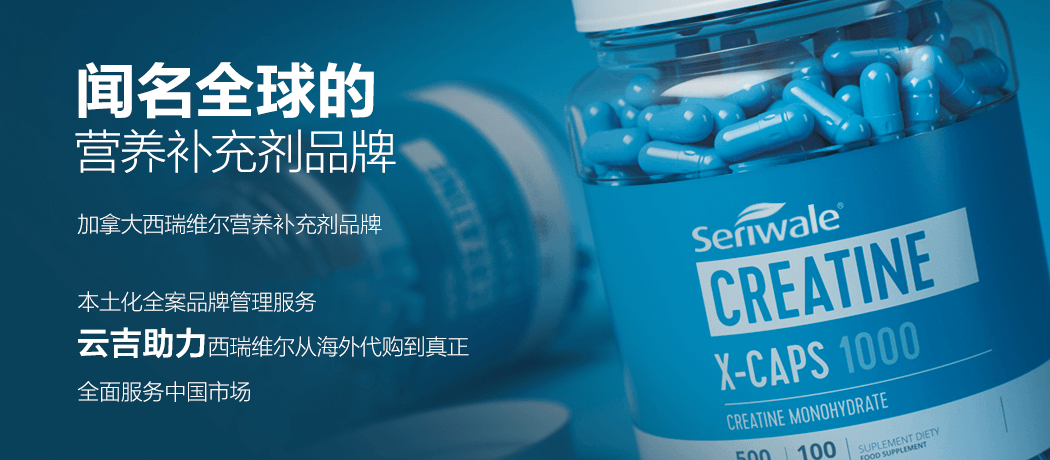 闻名全球的
营养补充剂品牌
加拿大西瑞维尔营养补充剂品牌
本土化全案品牌管理服务
云吉助力西瑞维尔从海外代购到真正
全面服务中国市场
Seriwale®
CREATINE
X-CAPS 1000
CREATINE MONOHYDRATE
500 100 SUPLEMENT DIETY
FOOD SUPPLEMENT